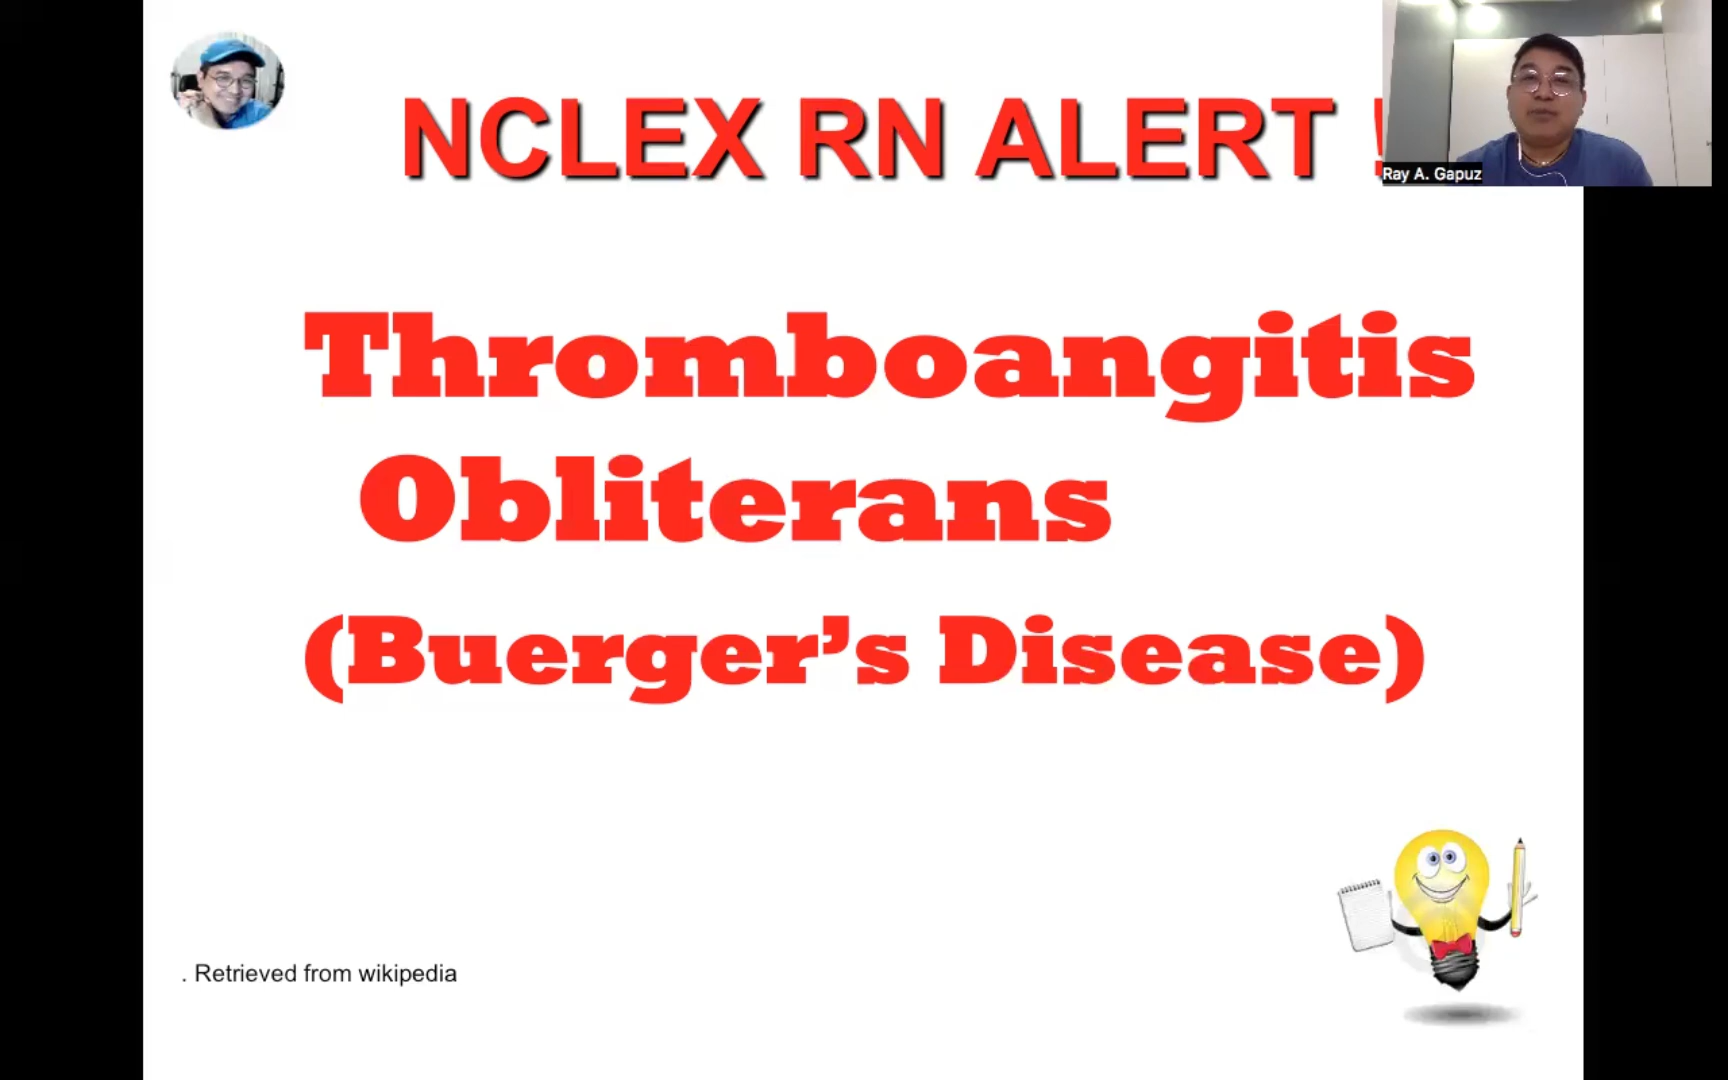 NCLEX RN ALERT !
Ray A. Gapuz
Thromboangitis
Obliterans
(Buerger’s Disease)
. Retrieved from wikipedia